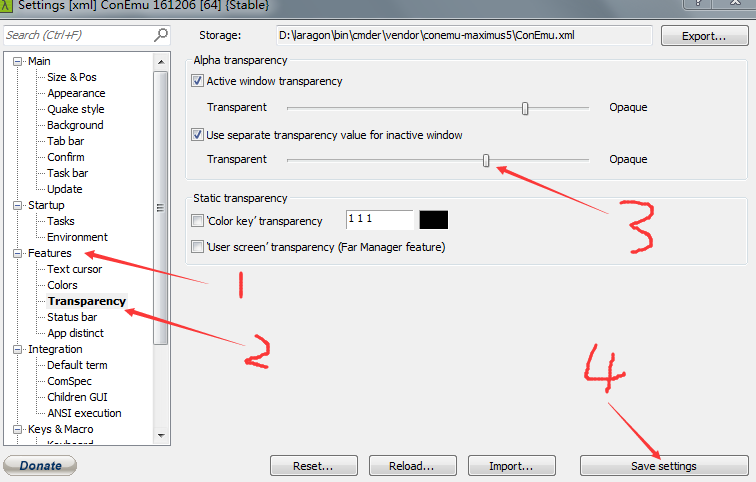 λ Settings [xml] ConEmu 161206 [64] {Stable} ?
Search (Ctrl+F)
Storage: D:\laragon\bin\cmder\vendor\conemu-maximus5\ConEmu.xml Export...
Main
Size & Pos
Appearance
Quake style
Background
Tab bar
Confirm
Task bar
Update
Startup
Tasks
Environment
Features
Text cursor
Colors
Transparency
Status bar
App distinct
Integration
Default term
ComSpec
Children GUI
ANSI execution
Keys & Macro
Keyboard
Alpha transparency
Active window transparency
Transparent Opaque
Use separate transparency value for inactive window
Transparent Opaque
Static transparency
'Color key' transparency 1 1 1
'User screen' transparency (Far Manager feature)
1
2
3
4
Donate Reset... Reload... Import... Save settings